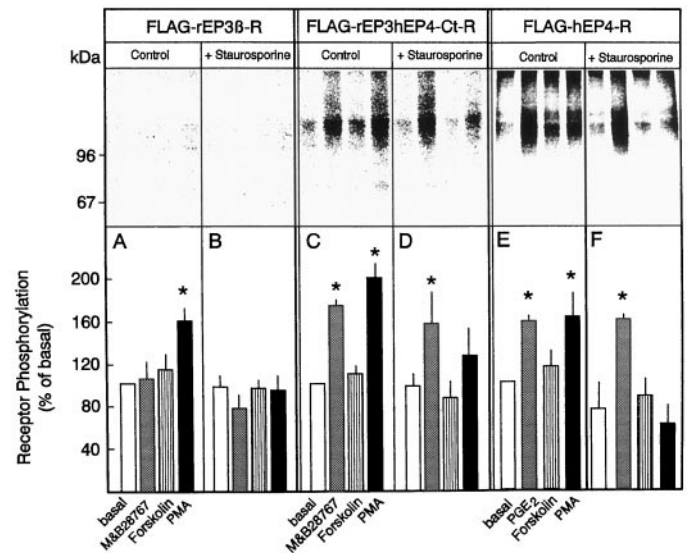 FLAG-rEP3ß-R FLAG-rEP3hEP4-Ct-R FLAG-hEP4-R
kDa Control + Staurosporine Control + Staurosporine Control + Staurosporine
96
67
A B C D E F
* * * * * * *
Receptor Phosphorylation
(% of basal)
200
160
120
80
40
basal M&B28767 Forskolin PMA basal M&B28767 Forskolin PMA basal PGE2 Forskolin PMA